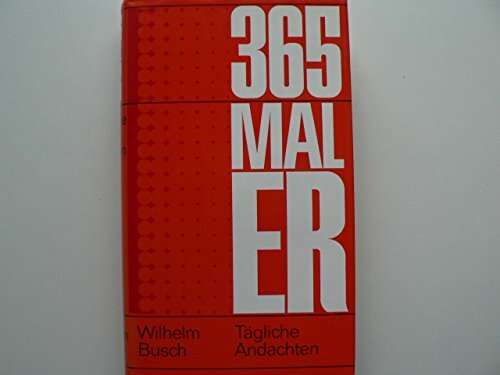 365
MAL
ER
Wilhelm Busch
Tägliche Andachten